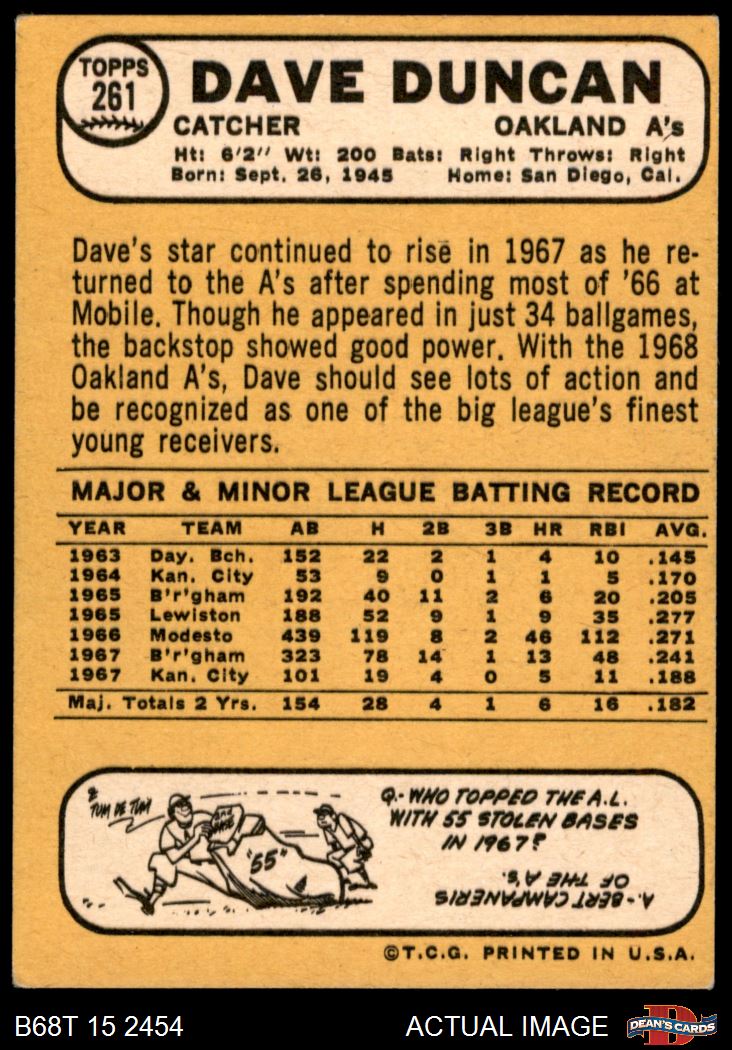 TOPPS
261
DAVE DUNCAN
CATCHER OAKLAND A's
Ht: 6'2" Wt: 200 Bats: Right Throws: Right
Born: Sept. 26, 1945 Home: San Diego, Cal.
Dave's star continued to rise in 1967 as he re-
turned to the A's after spending most of '66 at
Mobile. Though he appeared in just 34 ballgames,
the backstop showed good power. With the 1968
Oakland A's, Dave should see lots of action and
be recognized as one of the big league's finest
young receivers.
MAJOR & MINOR LEAGUE BATTING RECORD
YEAR TEAM AB H 2B 3B HR RBI AVG.
1963 Day. Bch. 152 22 2 1 4 10 .145
1964 Kan. City 53 9 0 1 1 5 .170
1965 B'r'gham 192 40 11 2 6 20 .205
1965 Lewiston 188 52 9 1 9 35 .277
1966 Modesto 439 119 8 2 46 112 .271
1967 B'r'gham 323 78 14 1 13 48 .241
1967 Kan. City 101 19 4 0 5 11 .188
Maj. Totals 2 Yrs. 154 28 4 1 6 16 .182
TUM DE TUM
2nd
BASE
"55"
Q.- WHO TOPPED THE A.L.
WITH 55 STOLEN BASES
IN 1967?
A.- BERT CAMPANERIS
OF THE A's.
©T.C.G. PRINTED IN U.S.A.
B68T 15 2454 ACTUAL IMAGE
D
DEAN'S CARDS